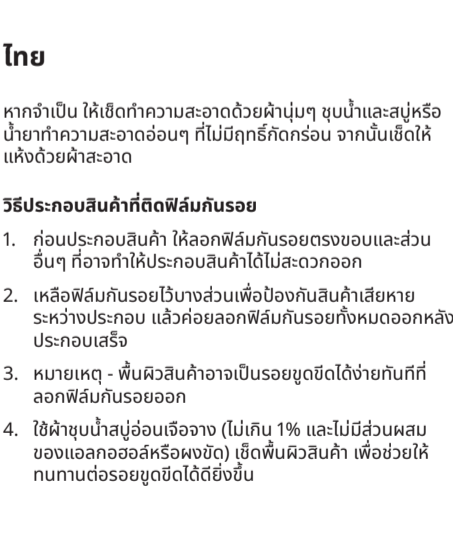 ไทย
หากจำเป็น ให้เช็ดทำความสะอาดด้วยผ้านุ่มๆ ชุบน้ำและสบู่หรือ
น้ำยาทำความสะอาดอ่อนๆ ที่ไม่มีฤทธิ์กัดกร่อน จากนั้นเช็ดให้
แห้งด้วยผ้าสะอาด
วิธีประกอบสินค้าที่ติดฟิล์มกันรอย
1. ก่อนประกอบสินค้า ให้ลอกฟิล์มกันรอยตรงขอบและส่วน
อื่นๆ ที่อาจทำให้ประกอบสินค้าได้ไม่สะดวกออก
2. เหลือฟิล์มกันรอยไว้บางส่วนเพื่อป้องกันสินค้าเสียหาย
ระหว่างประกอบ แล้วค่อยลอกฟิล์มกันรอยทั้งหมดออกหลัง
ประกอบเสร็จ
3. หมายเหตุ - พื้นผิวสินค้าอาจเป็นรอยขูดขีดได้ง่ายทันทีที่
ลอกฟิล์มกันรอยออก
4. ใช้ผ้าชุบน้ำสบู่อ่อนเจือจาง (ไม่เกิน 1% และไม่มีส่วนผสม
ของแอลกอฮอล์หรือผงขัด) เช็ดพื้นผิวสินค้า เพื่อช่วยให้
ทนทานต่อรอยขูดขีดได้ดียิ่งขึ้น